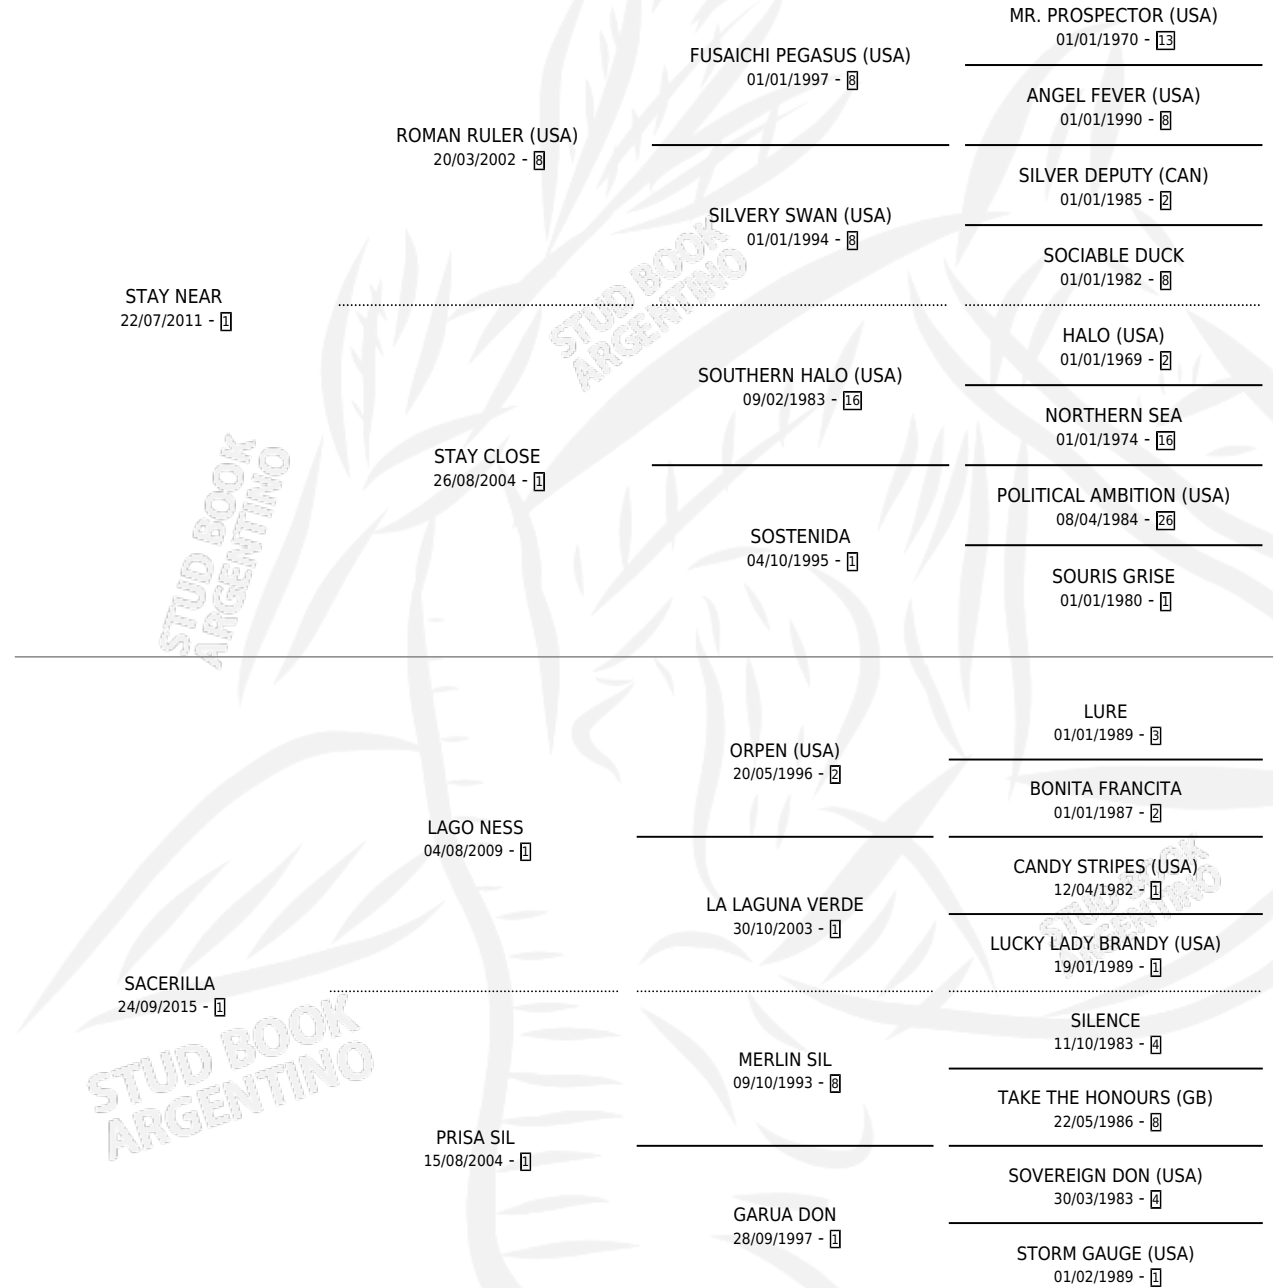 MR. PROSPECTOR (USA)
01/01/1970 - 13
FUSAICHI PEGASUS (USA)
01/01/1997 - 8
ANGEL FEVER (USA)
01/01/1990 - 8
ROMAN RULER (USA)
20/03/2002 - 8
SILVER DEPUTY (CAN)
01/01/1985 - 2
SILVERY SWAN (USA)
01/01/1994 - 8
SOCIABLE DUCK
01/01/1982 - 8
STAY NEAR
22/07/2011 - 1
HALO (USA)
01/01/1969 - 2
SOUTHERN HALO (USA)
09/02/1983 - 16
NORTHERN SEA
01/01/1974 - 16
STAY CLOSE
26/08/2004 - 1
POLITICAL AMBITION (USA)
08/04/1984 - 26
SOSTENIDA
04/10/1995 - 1
SOURIS GRISE
01/01/1980 - 1
LURE
01/01/1989 - 3
ORPEN (USA)
20/05/1996 - 2
BONITA FRANCITA
01/01/1987 - 2
LAGO NESS
04/08/2009 - 1
CANDY STRIPES (USA)
12/04/1982 - 1
LA LAGUNA VERDE
30/10/2003 - 1
LUCKY LADY BRANDY (USA)
19/01/1989 - 1
SACERILLA
24/09/2015 - 1
SILENCE
11/10/1983 - 4
MERLIN SIL
09/10/1993 - 8
TAKE THE HONOURS (GB)
22/05/1986 - 8
PRISA SIL
15/08/2004 - 1
SOVEREIGN DON (USA)
30/03/1983 - 4
GARUA DON
28/09/1997 - 1
STORM GAUGE (USA)
01/02/1989 - 1
STUD BOOK
ARGENTINO
STUD BOOK
ARGENTINO
STUD BOOK
ARGENTINO
STUD BOOK
ARGENTINO